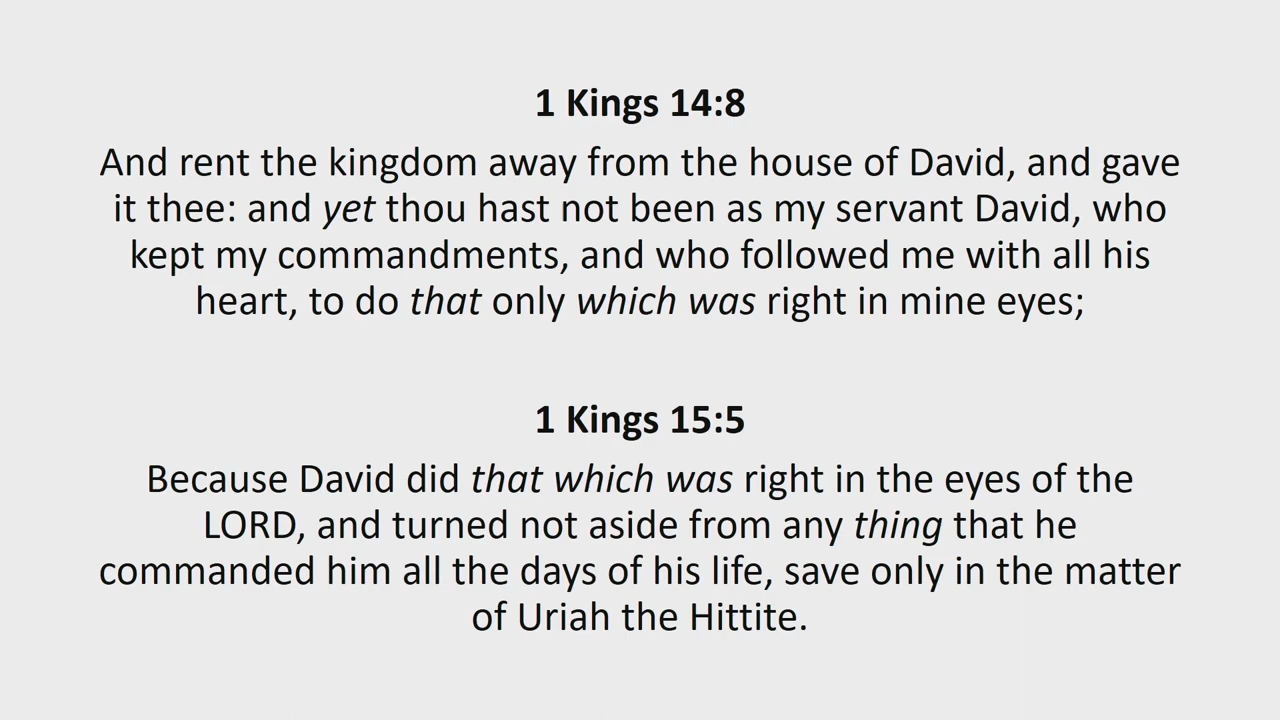 1 Kings 14:8
And rent the kingdom away from the house of David, and gave
it thee: and yet thou hast not been as my servant David, who
kept my commandments, and who followed me with all his
heart, to do that only which was right in mine eyes;
1 Kings 15:5
Because David did that which was right in the eyes of the
LORD, and turned not aside from any thing that he
commanded him all the days of his life, save only in the matter
of Uriah the Hittite.